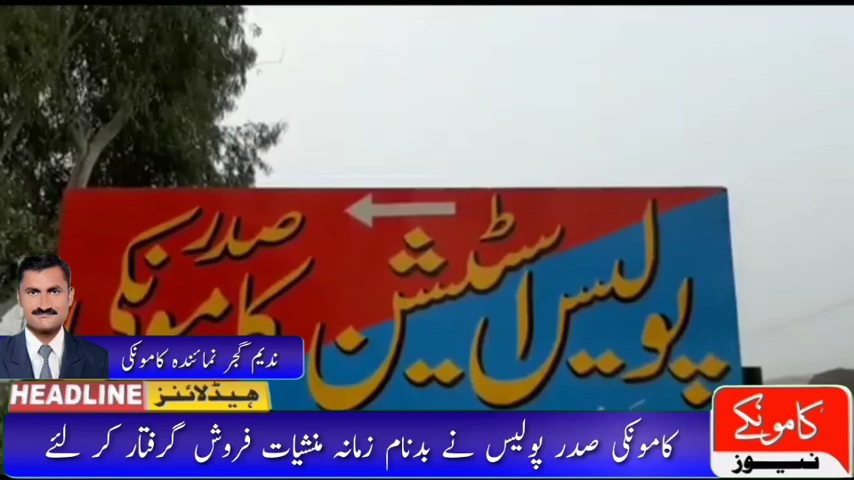 پولیس اسٹیشن صدر کامونکی
ندیم گجر نمائندہ کامونکی
HEADLINE ہیڈلائنز
کامونکی صدر پولیس نے بدنام زمانہ منشیات فروش گرفتار کر لئے
کامونکے
نیوز